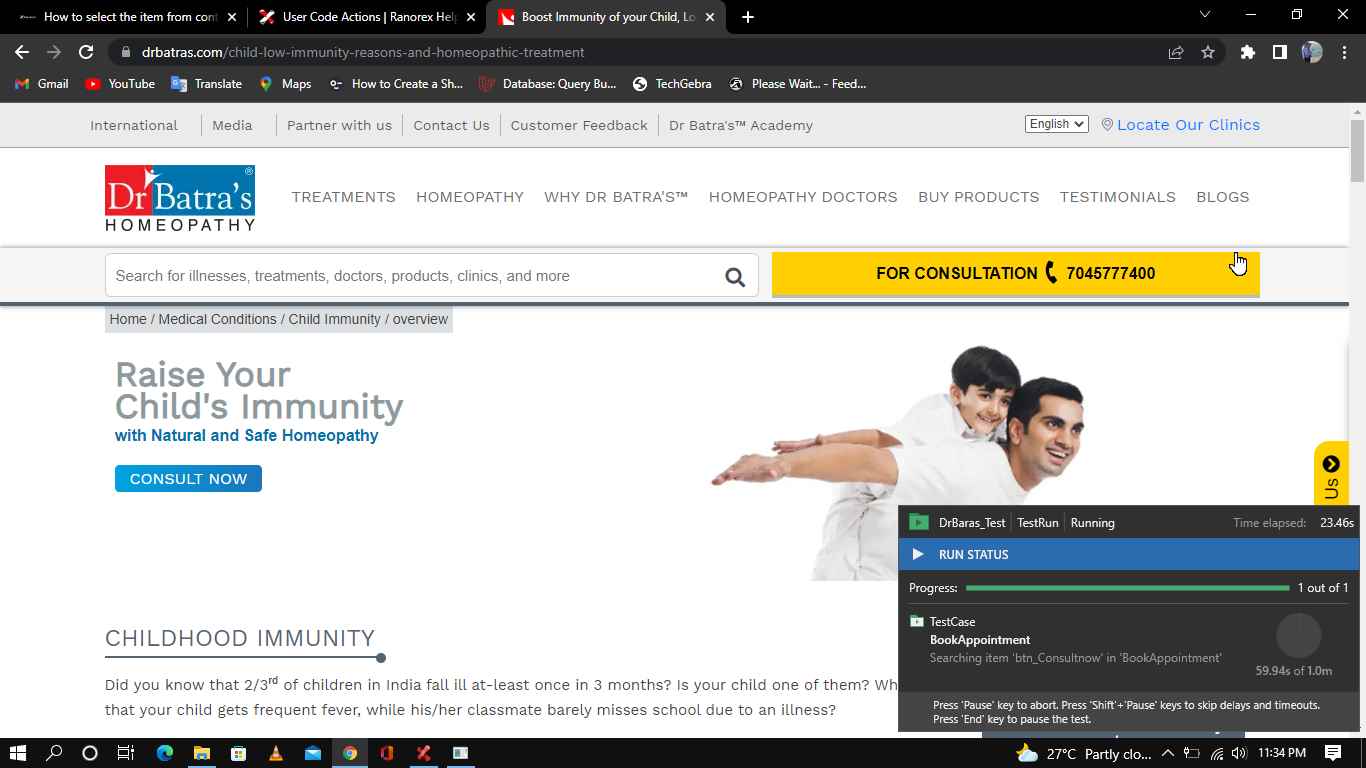 How to select the item from cont
User Code Actions | Ranorex Help
Boost Immunity of your Child, Lo
drbatras.com/child-low-immunity-reasons-and-homeopathic-treatment
Gmail
YouTube
Translate
Maps
How to Create a Sh...
Database: Query Bu...
TechGebra
Please Wait... - Feed...
International
Media
Partner with us
Contact Us
Customer Feedback
Dr Batra's™ Academy
English
Locate Our Clinics
Dr Batra's®
HOMEOPATHY
TREATMENTS
HOMEOPATHY
WHY DR BATRA'S™
HOMEOPATHY DOCTORS
BUY PRODUCTS
TESTIMONIALS
BLOGS
Search for illnesses, treatments, doctors, products, clinics, and more
FOR CONSULTATION 7045777400
Home / Medical Conditions / Child Immunity / overview
Raise Your
Child's Immunity
with Natural and Safe Homeopathy
CONSULT NOW
Us
DrBaras_Test
TestRun
Running
Time elapsed: 23.46s
RUN STATUS
Progress: 1 out of 1
TestCase
BookAppointment
Searching item 'btn_Consultnow' in 'BookAppointment'
59.94s of 1.0m
Press 'Pause' key to abort. Press 'Shift'+'Pause' keys to skip delays and timeouts.
Press 'End' key to pause the test.
CHILDHOOD IMMUNITY
Did you know that 2/3rd of children in India fall ill at-least once in 3 months? Is your child one of them?
that your child gets frequent fever, while his/her classmate barely misses school due to an illness?
27°C Partly clo...
11:34 PM